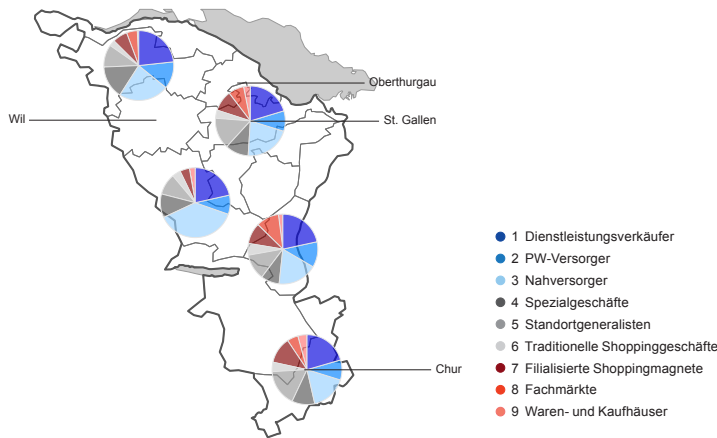 Oberthurgau
Wil
St. Gallen
Chur
1 Dienstleistungsverkäufer
2 PW-Versorger
3 Nahversorger
4 Spezialgeschäfte
5 Standortgeneralisten
6 Traditionelle Shoppinggeschäfte
7 Filialisierte Shoppingmagnete
8 Fachmärkte
9 Waren- und Kaufhäuser